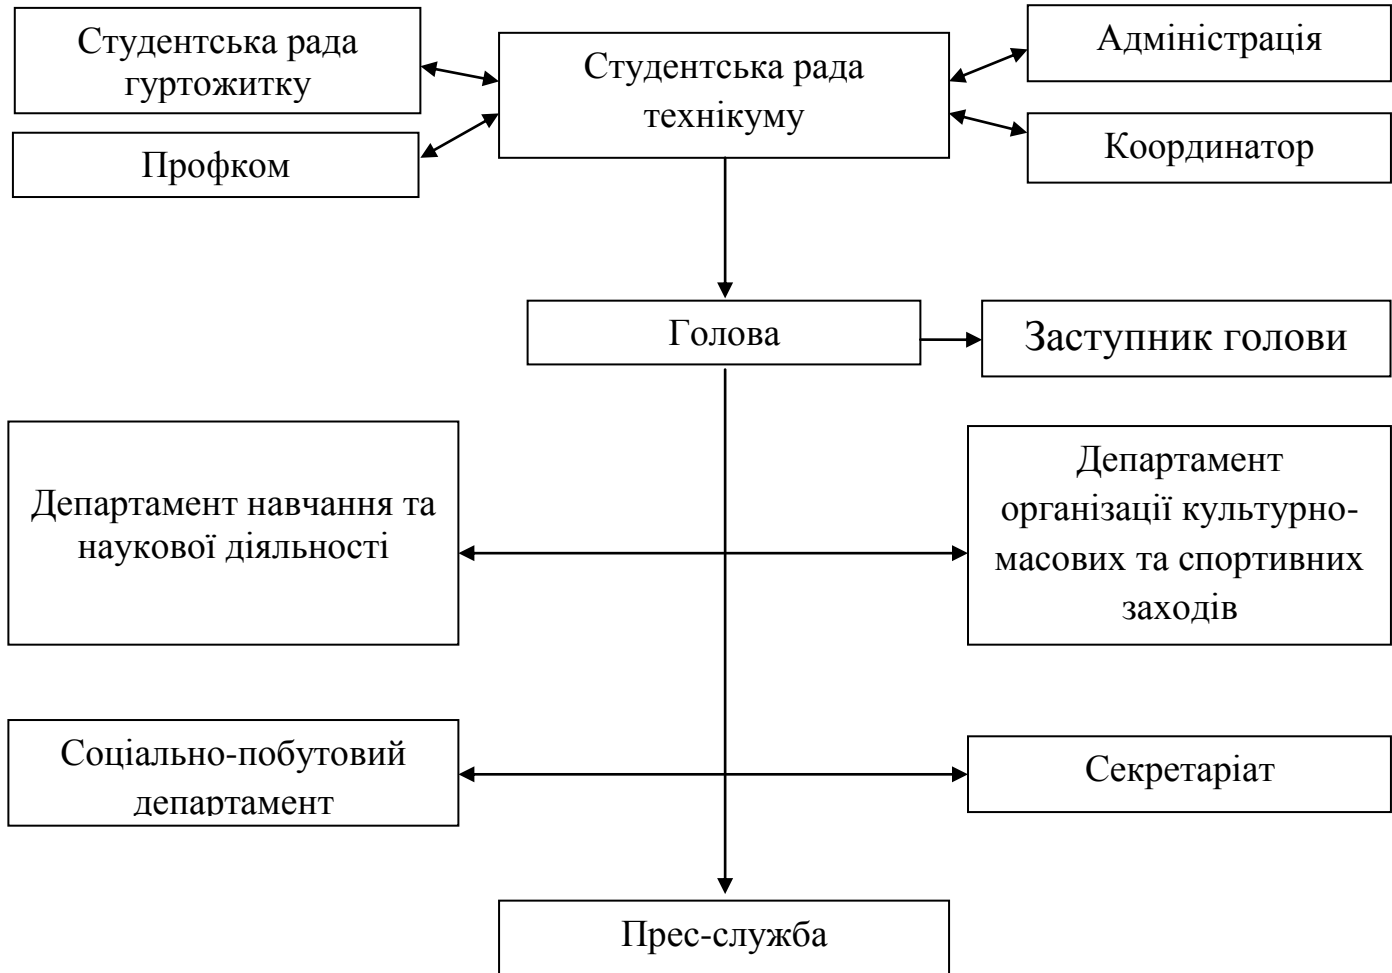 Студентська рада
гуртожитку
Студентська рада
технікуму
Адміністрація
Профком
Координатор
Голова
Заступник голови
Департамент навчання та
наукової діяльності
Департамент
організації культурно-
масових та спортивних
заходів
Соціально-побутовий
департамент
Секретаріат
Прес-служба